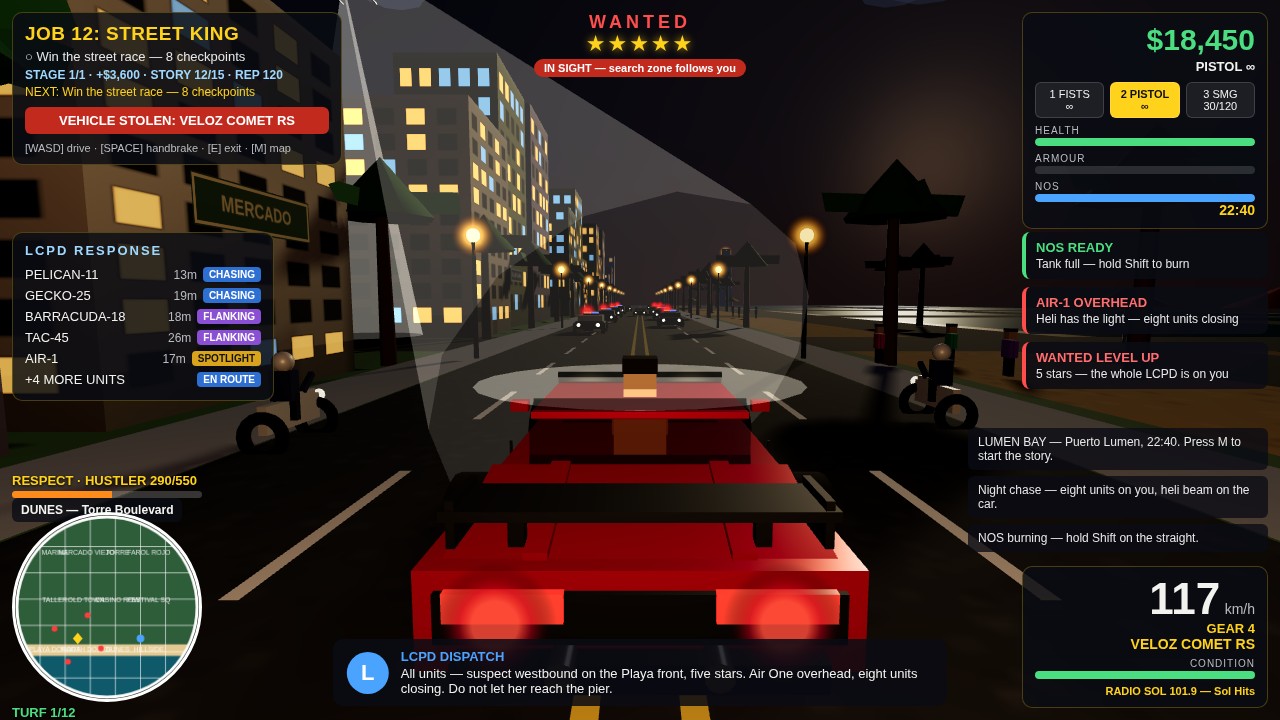 JOB 12: STREET KING
○ Win the street race — 8 checkpoints
STAGE 1/1 · +$3,600 · STORY 12/15 · REP 120
NEXT: Win the street race — 8 checkpoints
VEHICLE STOLEN: VELOZ COMET RS
[WASD] drive · [SPACE] handbrake · [E] exit · [M] map
WANTED
★★★★★
IN SIGHT — search zone follows you
$18,450
PISTOL ∞
1 FISTS
∞
2 PISTOL
∞
3 SMG
30/120
HEALTH
ARMOUR
NOS
22:40
MERCADO
LCPD RESPONSE
PELICAN-11 13m CHASING
GECKO-25 19m CHASING
BARRACUDA-18 18m FLANKING
TAC-45 26m FLANKING
AIR-1 17m SPOTLIGHT
+4 MORE UNITS EN ROUTE
NOS READY
Tank full — hold Shift to burn
AIR-1 OVERHEAD
Heli has the light — eight units closing
WANTED LEVEL UP
5 stars — the whole LCPD is on you
LUMEN BAY — Puerto Lumen, 22:40. Press M to
start the story.
Night chase — eight units on you, heli beam on the
car.
NOS burning — hold Shift on the straight.
RESPECT · HUSTLER 290/550
DUNES — Torre Boulevard
FAROL ROJO
HILLSIDE
TURF 1/12
L
LCPD DISPATCH
All units — suspect westbound on the Playa front, five stars. Air One overhead, eight units
closing. Do not let her reach the pier.
117 km/h
GEAR 4
VELOZ COMET RS
CONDITION
RADIO SOL 101.9 — Sol Hits